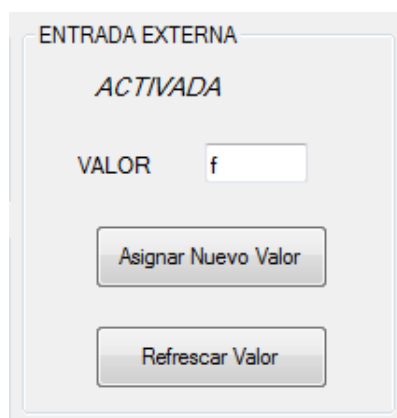 ENTRADA EXTERNA
ACTIVADA
VALOR f
Asignar Nuevo Valor
Refrescar Valor